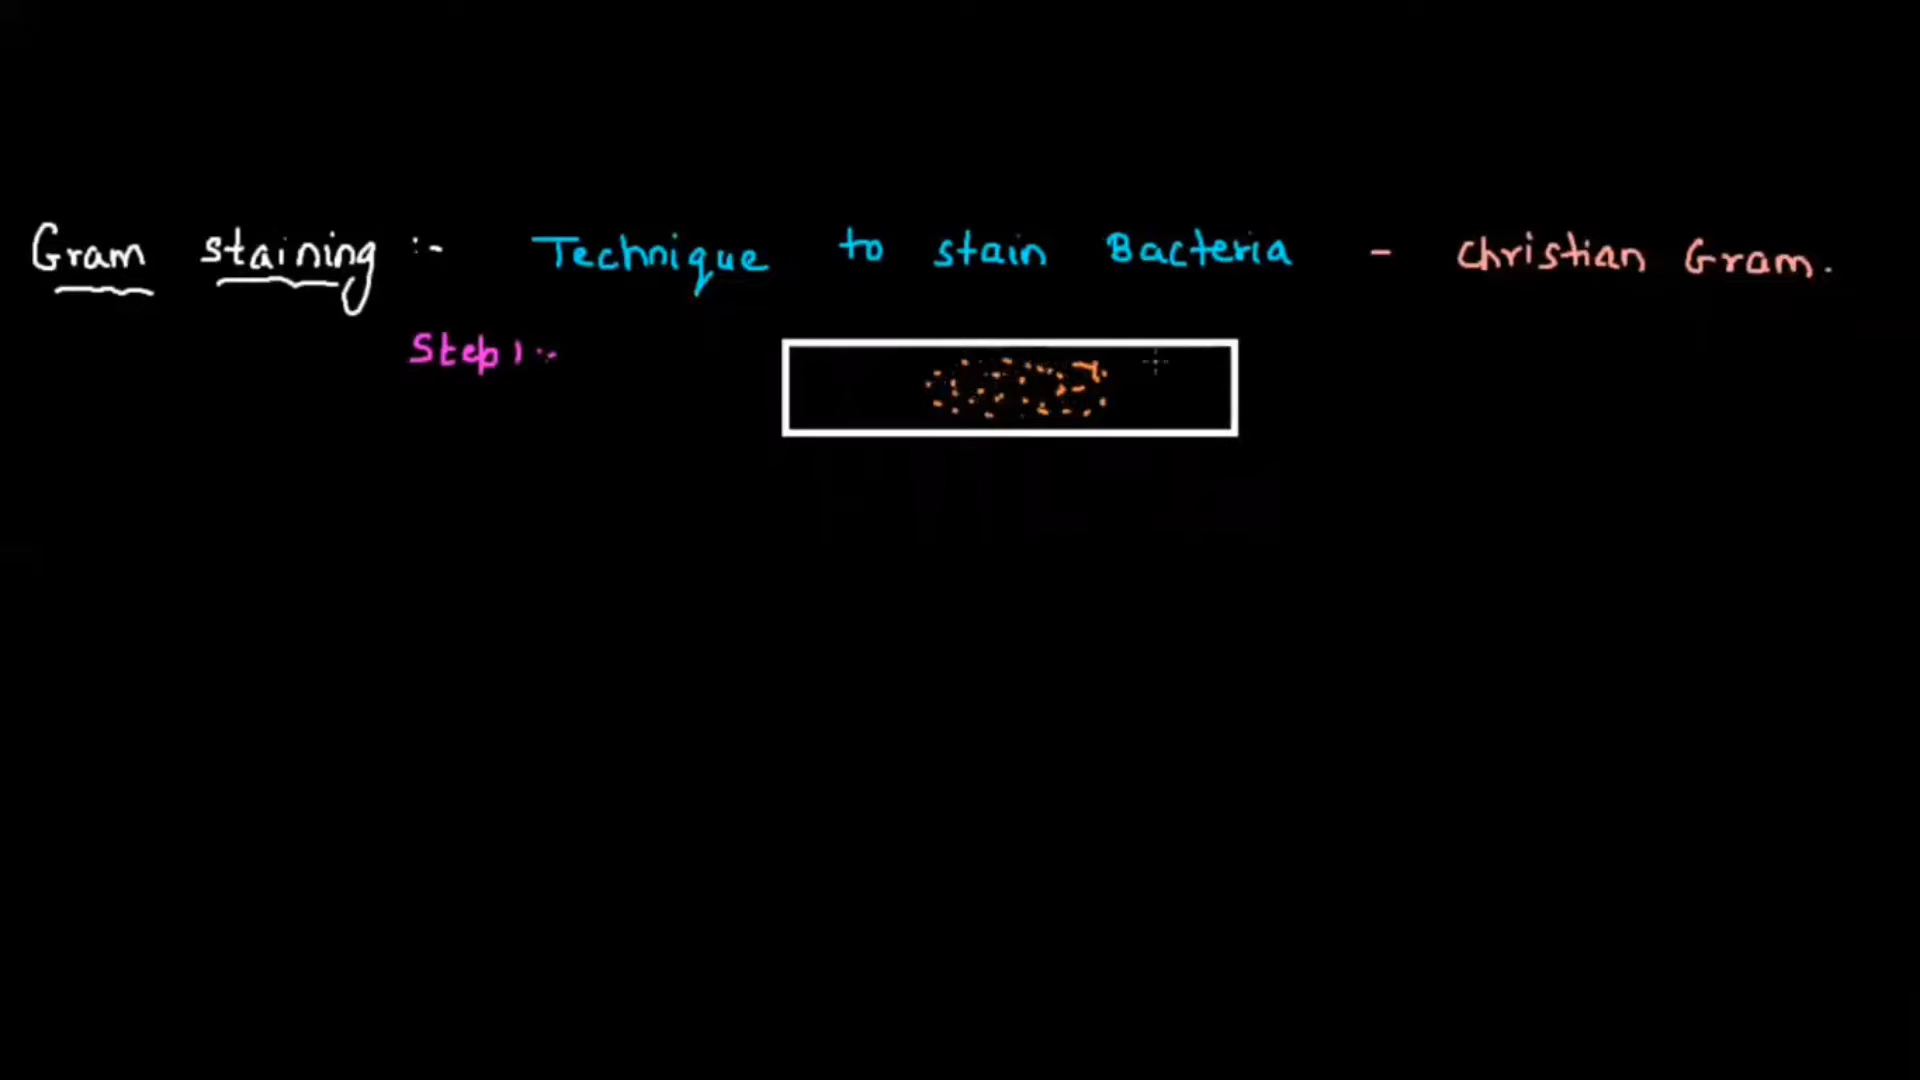 Gram staining :- Technique to stain Bacteria - Christian Gram.
Step 1 :-